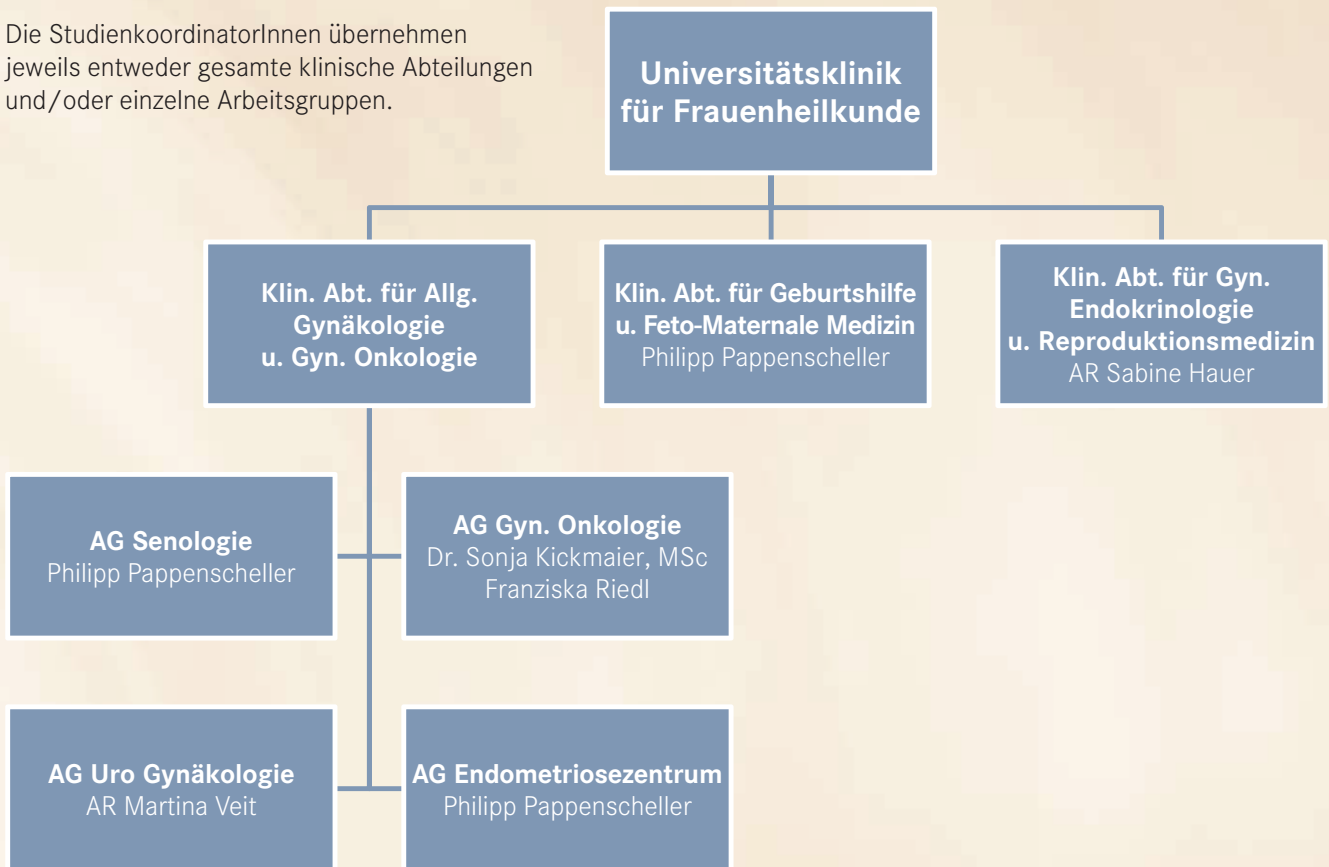 Die StudienkoordinatorInnen übernehmen
jeweils entweder gesamte klinische Abteilungen
und/oder einzelne Arbeitsgruppen.
Universitätsklinik
für Frauenheilkunde
Klin. Abt. für Allg.
Gynäkologie
u. Gyn. Onkologie
Klin. Abt. für Geburtshilfe
u. Feto-Maternale Medizin
Philipp Pappenscheller
Klin. Abt. für Gyn.
Endokrinologie
u. Reproduktionsmedizin
AR Sabine Hauer
AG Senologie
Philipp Pappenscheller
AG Gyn. Onkologie
Dr. Sonja Kickmaier, MSc
Franziska Riedl
AG Uro Gynäkologie
AR Martina Veit
AG Endometriosezentrum
Philipp Pappenscheller